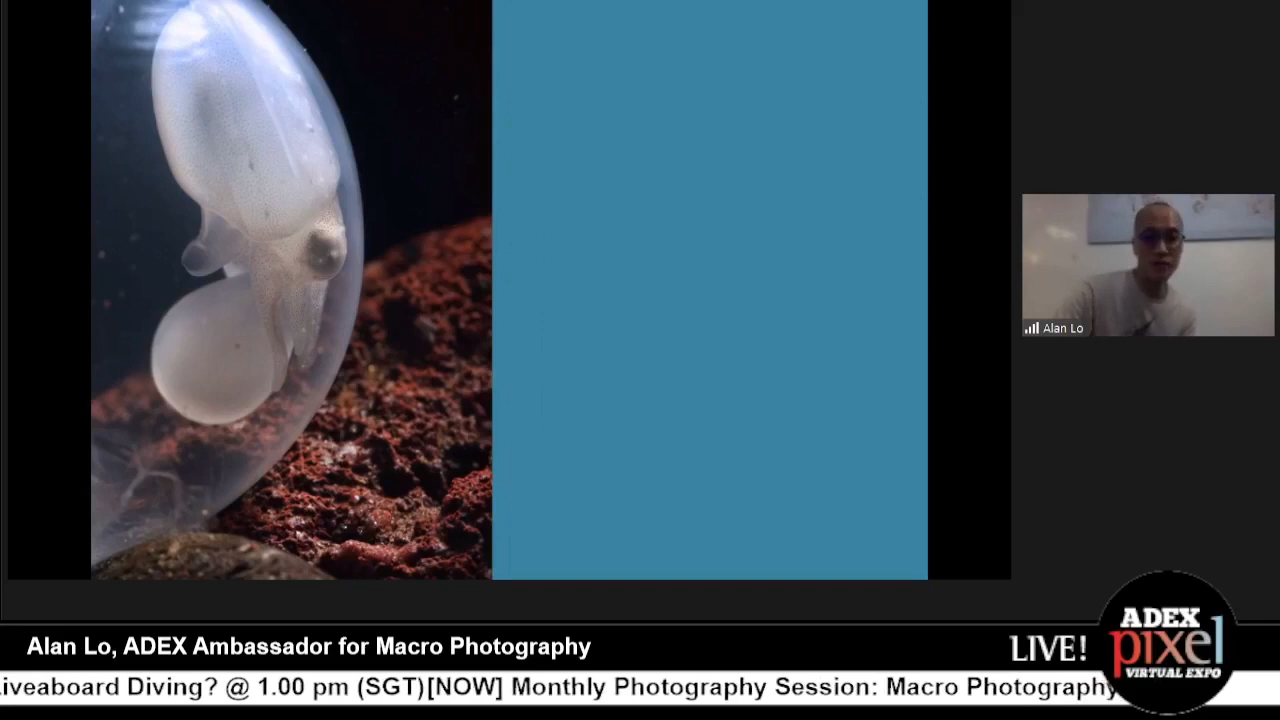 Alan Lo
Alan Lo, ADEX Ambassador for Macro Photography
LIVE!
ADEX
pixel
VIRTUAL EXPO
iveaboard Diving? @ 1.00 pm (SGT)[NOW] Monthly Photography Session: Macro Photography